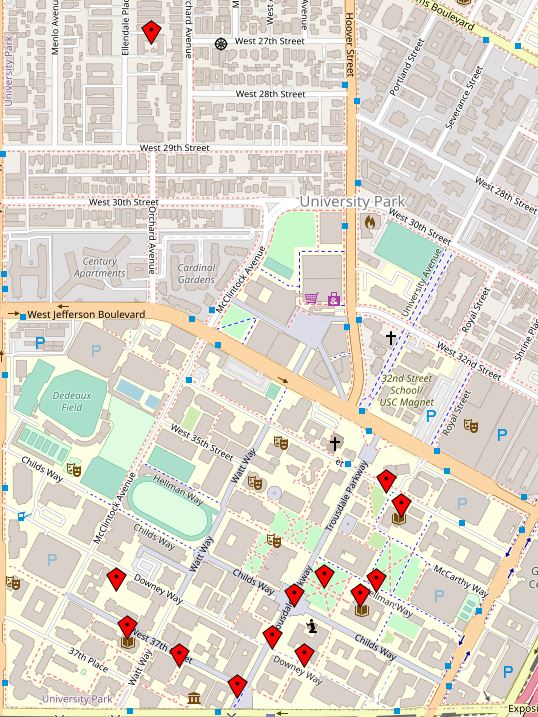 Menlo Avenue
Ellendale Place
Orchard Avenue
West 27th Street
Hoover Street
Boulevard
Portland Street
Severance Street
University Park
West 28th Street
West 29th Street
West 28th Street
West 30th Street
University Park
West 30th Street
Orchard Avenue
Century
Apartments
Cardinal
Gardens
McClintock Avenue
University Avenue
Royal Street
West Jefferson Boulevard
Shrine Place
West 32nd Street
P
P
32nd Street
School/
USC Magnet
P
Royal Street
P
Dedeaux
Field
West 35th Street
Watt Way
Childs Way
Hellman Way
Trousdale Parkway
McClintock Avenue
P
P
Childs Way
Watt Way
P
Childs Way
McCarthy Way
Downey Way
Trousdale Parkway
Hellman Way
P
West 37th Street
Childs Way
37th Place
Watt Way
Downey Way
P
University Park